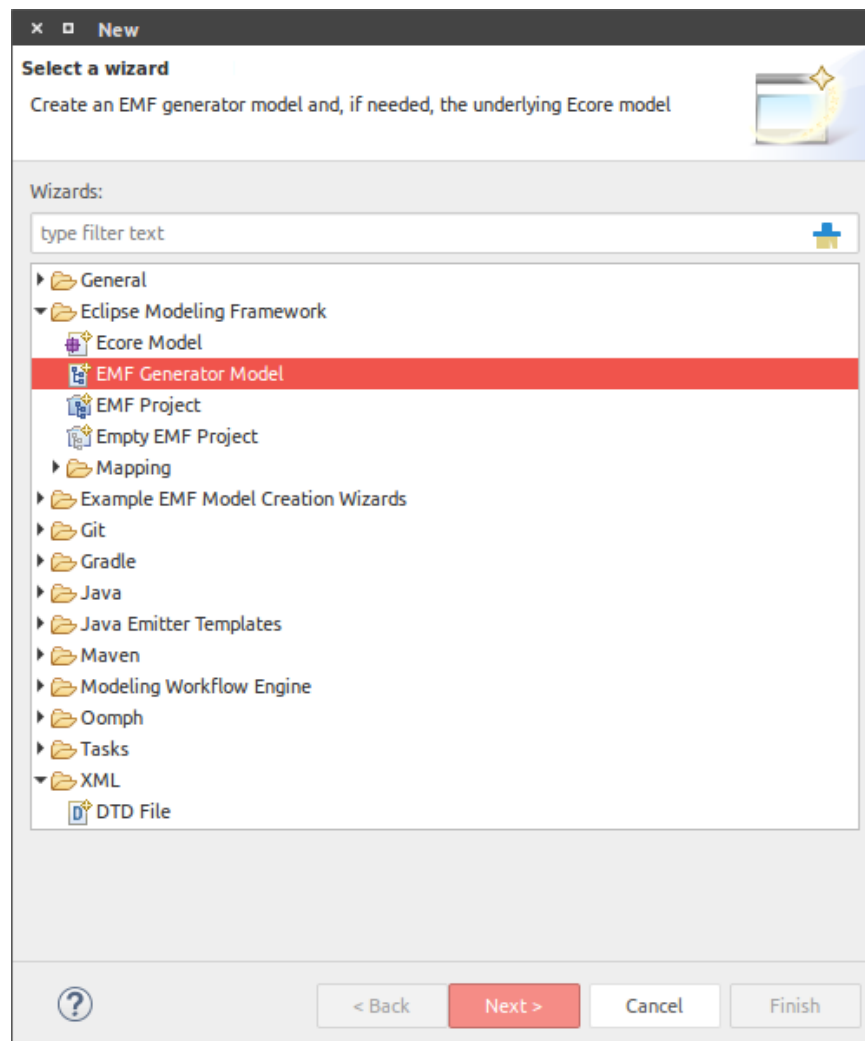 New
Select a wizard
Create an EMF generator model and, if needed, the underlying Ecore model
Wizards:
type filter text
General
Eclipse Modeling Framework
Ecore Model
EMF Generator Model
EMF Project
Empty EMF Project
Mapping
Example EMF Model Creation Wizards
Git
Gradle
Java
Java Emitter Templates
Maven
Modeling Workflow Engine
Oomph
Tasks
XML
DTD File
? < Back Next > Cancel Finish